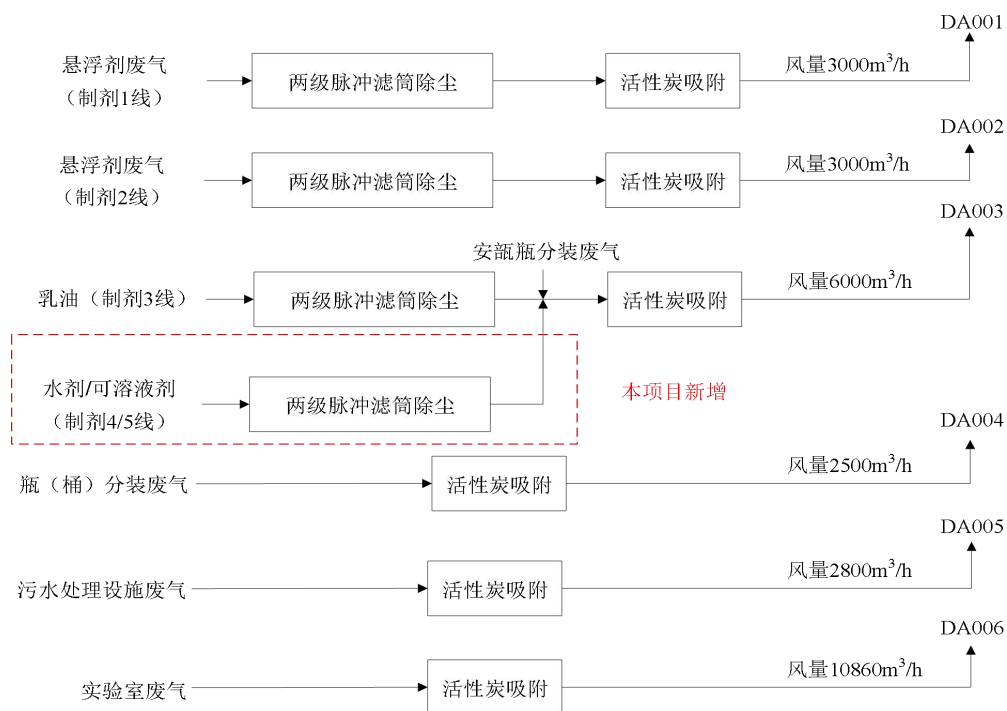 DA001
悬浮剂废气
(制剂1线)
两级脉冲滤筒除尘
活性炭吸附
风量3000m³/h
DA002
悬浮剂废气
(制剂2线)
两级脉冲滤筒除尘
活性炭吸附
风量3000m³/h
DA003
安瓿瓶分装废气
乳油(制剂3线)
两级脉冲滤筒除尘
活性炭吸附
风量6000m³/h
水剂/可溶液剂
(制剂4/5线)
两级脉冲滤筒除尘
本项目新增
DA004
瓶(桶)分装废气
活性炭吸附
风量2500m³/h
DA005
污水处理设施废气
活性炭吸附
风量2800m³/h
DA006
实验室废气
活性炭吸附
风量10860m³/h